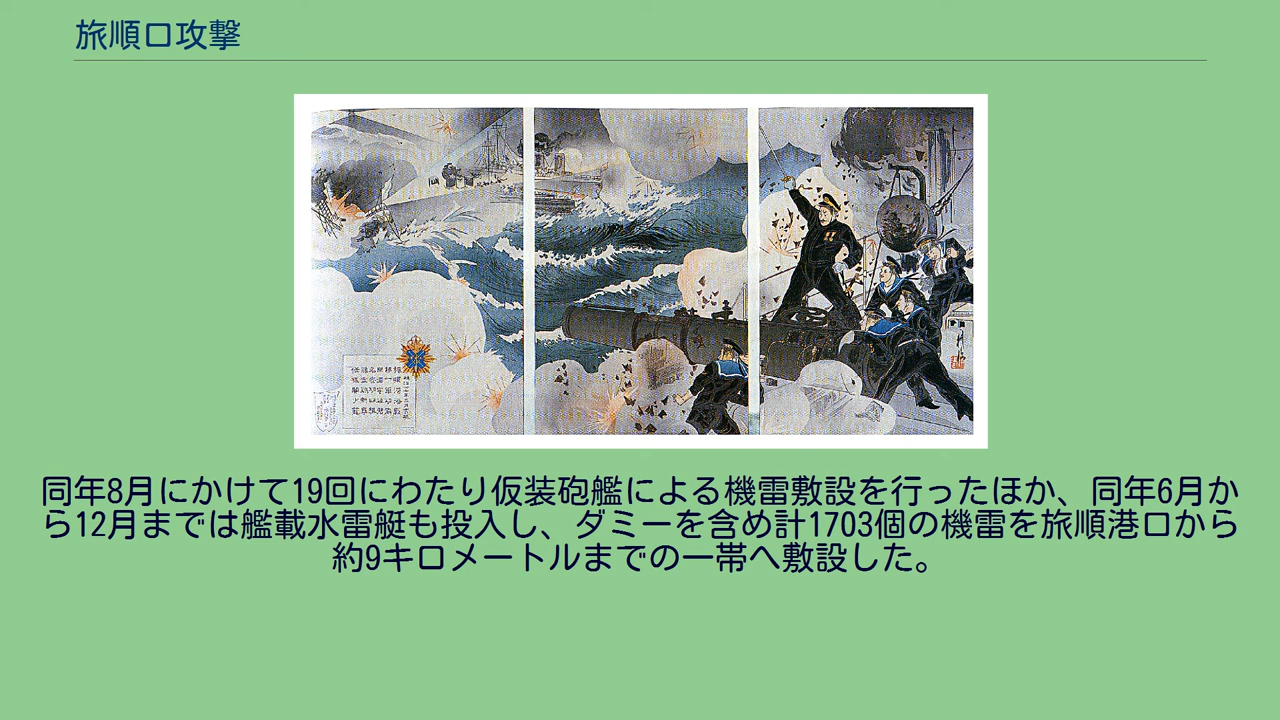 旅順口攻撃
同年8月にかけて19回にわたり仮装砲艦による機雷敷設を行ったほか、同年6月か
ら12月までは艦載水雷艇も投入し、ダミーを含め計1703個の機雷を旅順港口から
約9キロメートルまでの一帯へ敷設した。